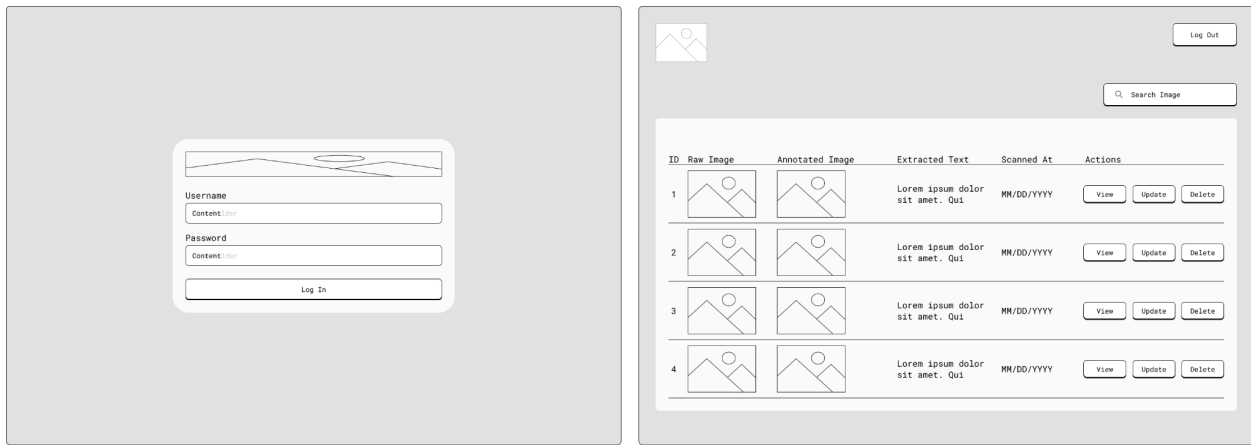 Username
Contentlder
Password
Contentlder
Log In
Log Out
Search Image
ID Raw Image Annotated Image Extracted Text Scanned At Actions
1 Lorem ipsum dolor sit amet. Qui MM/DD/YYYY View Update Delete
2 Lorem ipsum dolor sit amet. Qui MM/DD/YYYY View Update Delete
3 Lorem ipsum dolor sit amet. Qui MM/DD/YYYY View Update Delete
4 Lorem ipsum dolor sit amet. Qui MM/DD/YYYY View Update Delete